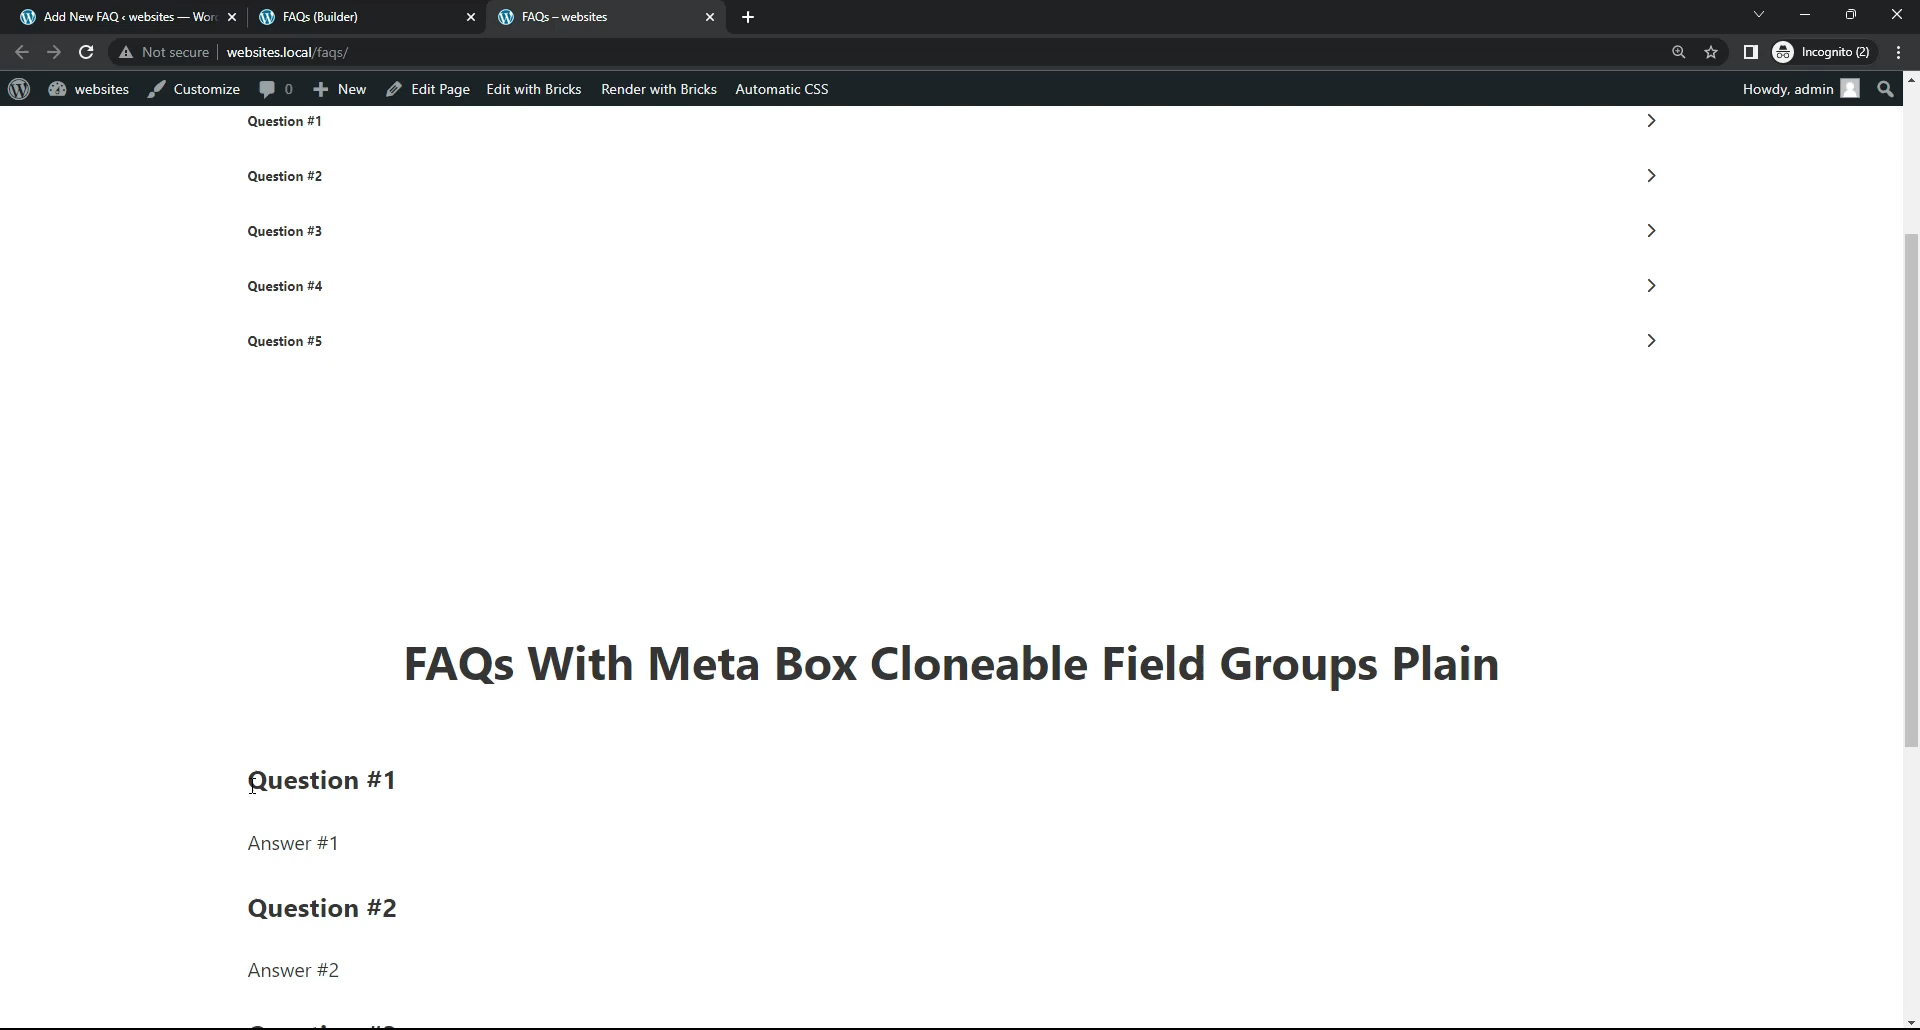 Add New FAQ ‹ websites — Wor
FAQs (Builder)
FAQs – websites
Not secure
websites.local/faqs/
Incognito (2)
websites
Customize
0
New
Edit Page
Edit with Bricks
Render with Bricks
Automatic CSS
Howdy, admin
Question #1
Question #2
Question #3
Question #4
Question #5
FAQs With Meta Box Cloneable Field Groups Plain
Question #1
Answer #1
Question #2
Answer #2